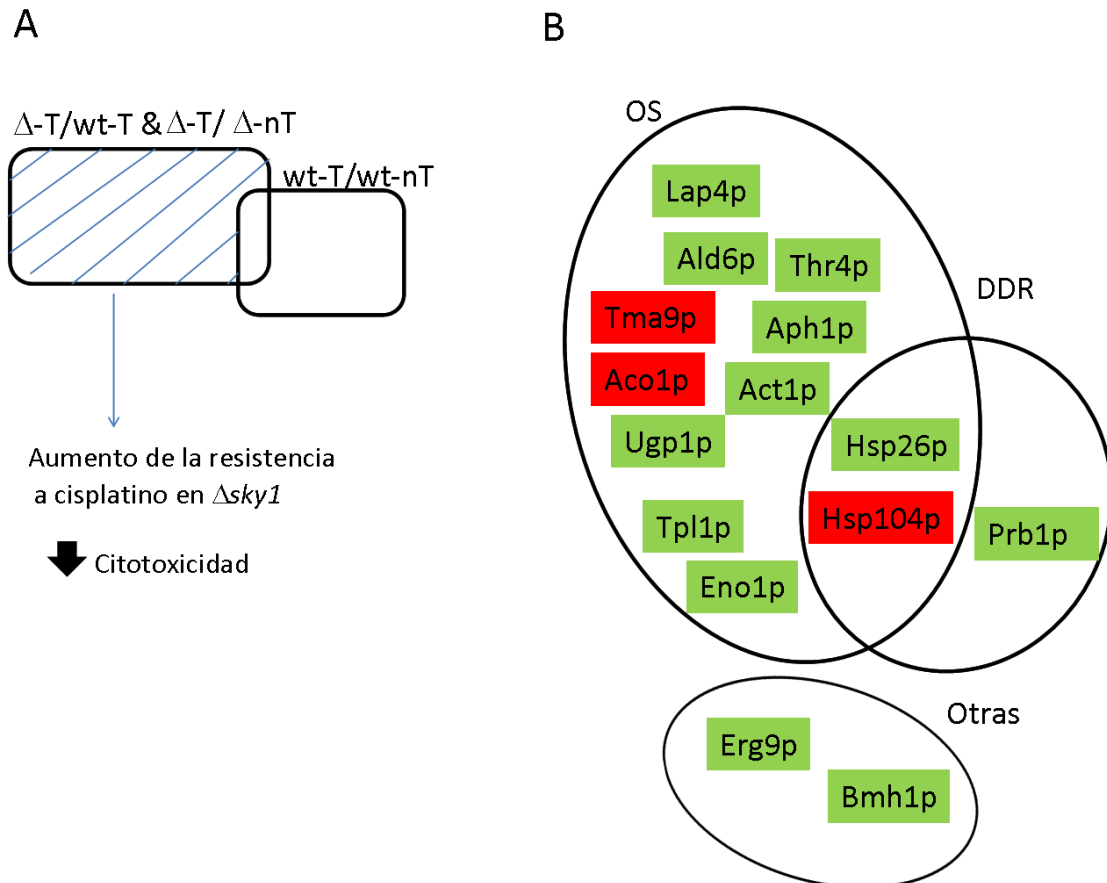 A
Δ-T/wt-T & Δ-T/ Δ-nT
wt-T/wt-nT
Aumento de la resistencia
a cisplatino en Δsky1
Citotoxicidad
B
OS
Lap4p
Ald6p
Thr4p
DDR
Tma9p
Aph1p
Aco1p
Act1p
Ugp1p
Hsp26p
Hsp104p
Tpl1p
Prb1p
Eno1p
Otras
Erg9p
Bmh1p